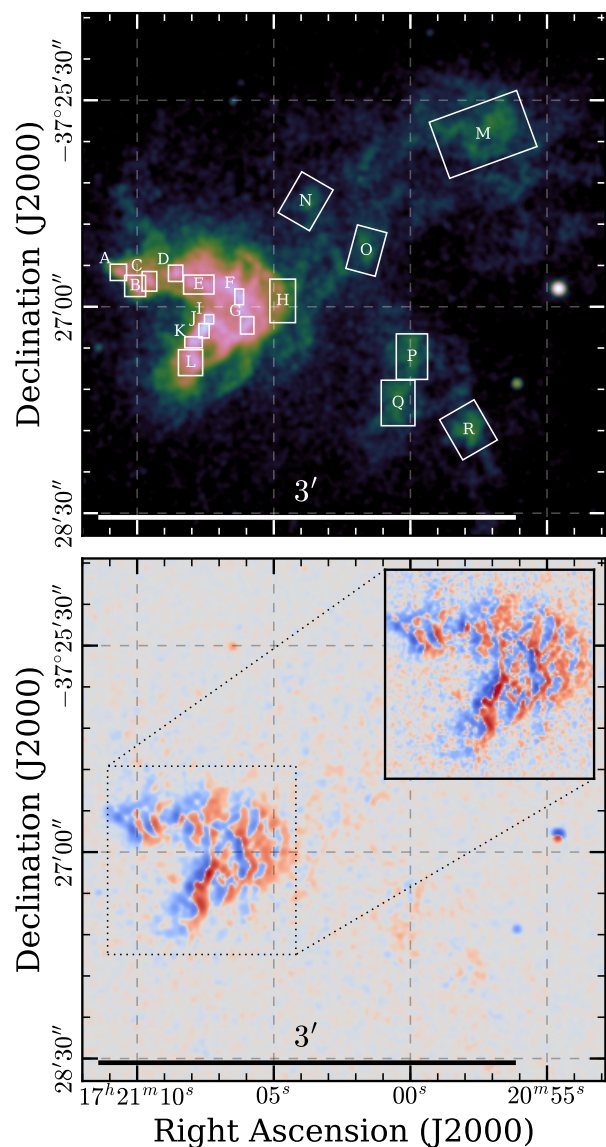 −37°25′30″
27′00″
28′30″
Declination (J2000)
M
N
O
A
C
D
B
E
F
H
I
G
J
K
L
P
Q
R
3′
−37°25′30″
27′00″
28′30″
Declination (J2000)
3′
17ʰ21ᵐ10ˢ
05ˢ
00ˢ
20ᵐ55ˢ
Right Ascension (J2000)